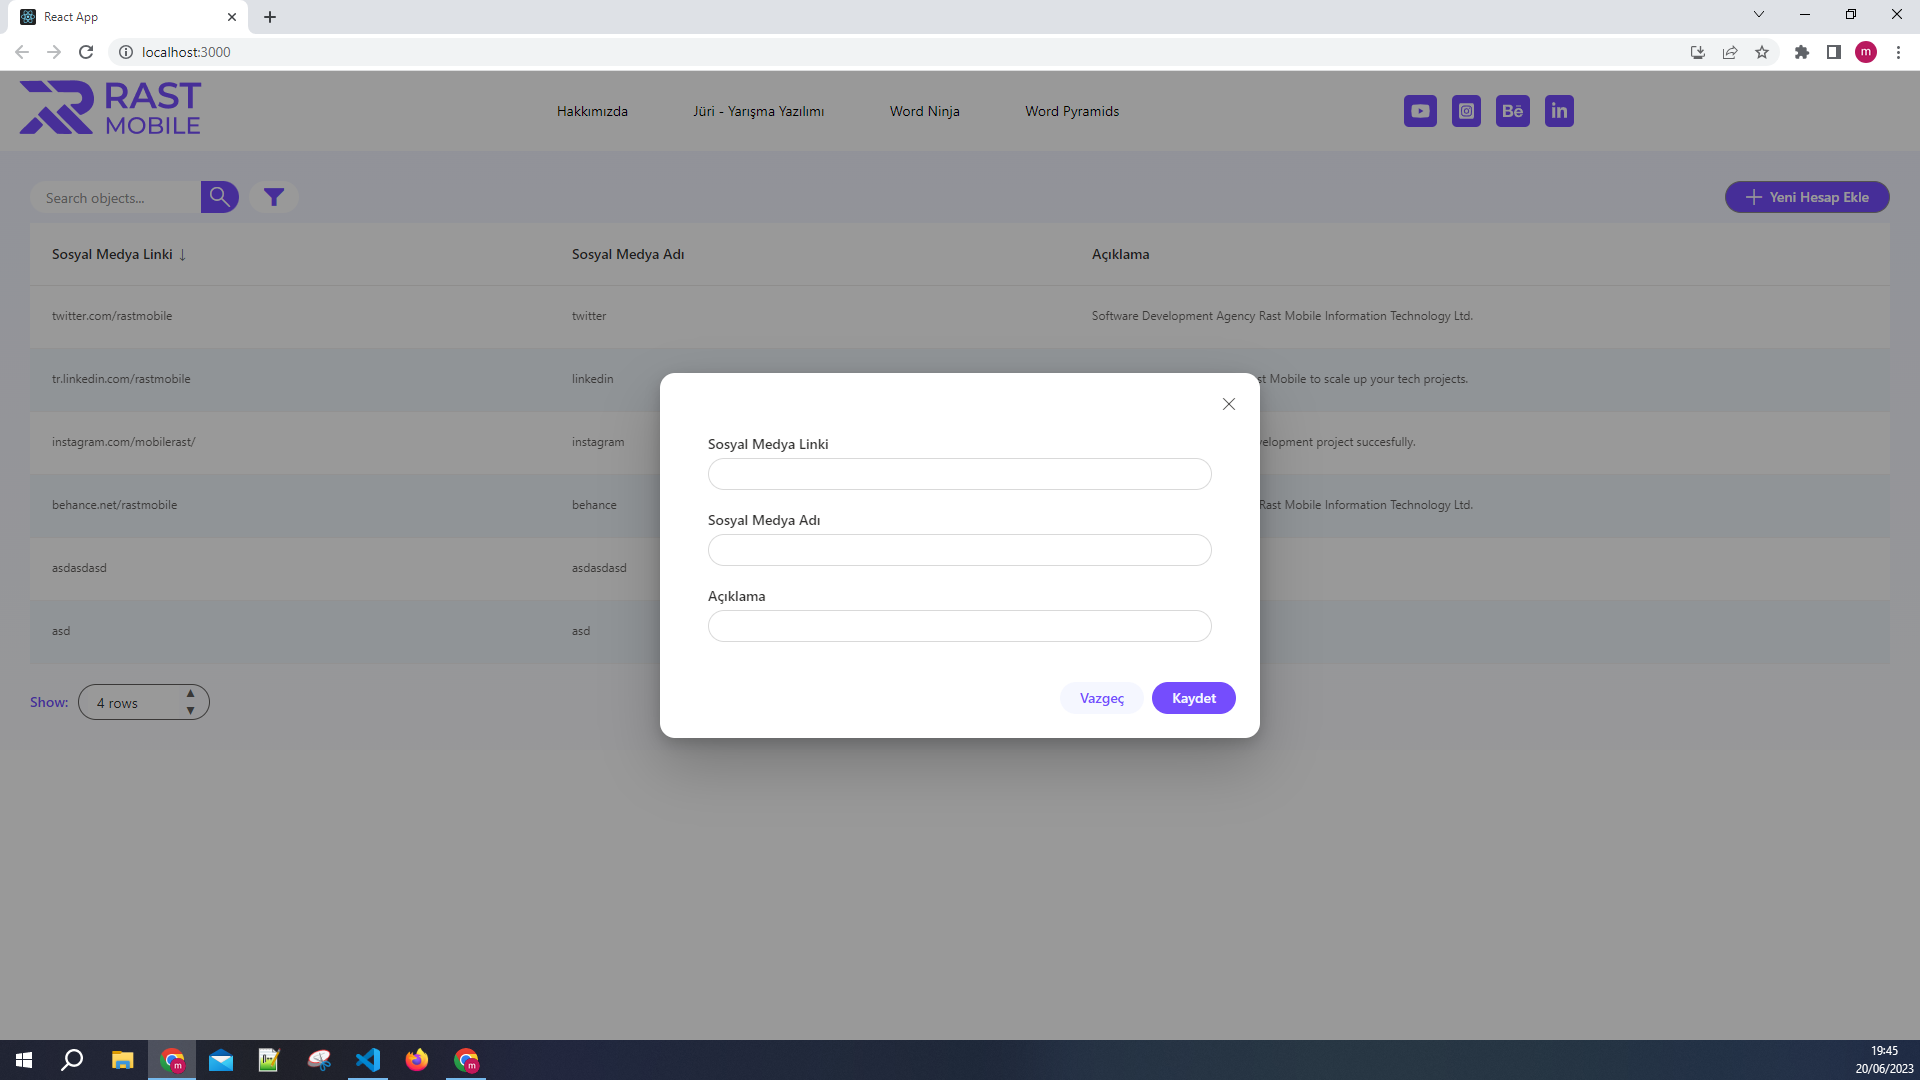 React App
localhost:3000
m
RAST
MOBILE
Hakkımızda
Jüri - Yarışma Yazılımı
Word Ninja
Word Pyramids
Bē
in
Search objects...
Yeni Hesap Ekle
Sosyal Medya Linki ↓
Sosyal Medya Adı
Açıklama
twitter.com/rastmobile
twitter
Software Development Agency Rast Mobile Information Technology Ltd.
tr.linkedin.com/rastmobile
linkedin
st Mobile to scale up your tech projects.
instagram.com/mobilerast/
instagram
velopment project succesfully.
behance.net/rastmobile
behance
Rast Mobile Information Technology Ltd.
asdasdasd
asdasdasd
asd
asd
Show:
4 rows
Sosyal Medya Linki
Sosyal Medya Adı
Açıklama
Vazgeç
Kaydet
m
m
19:45
20/06/2023